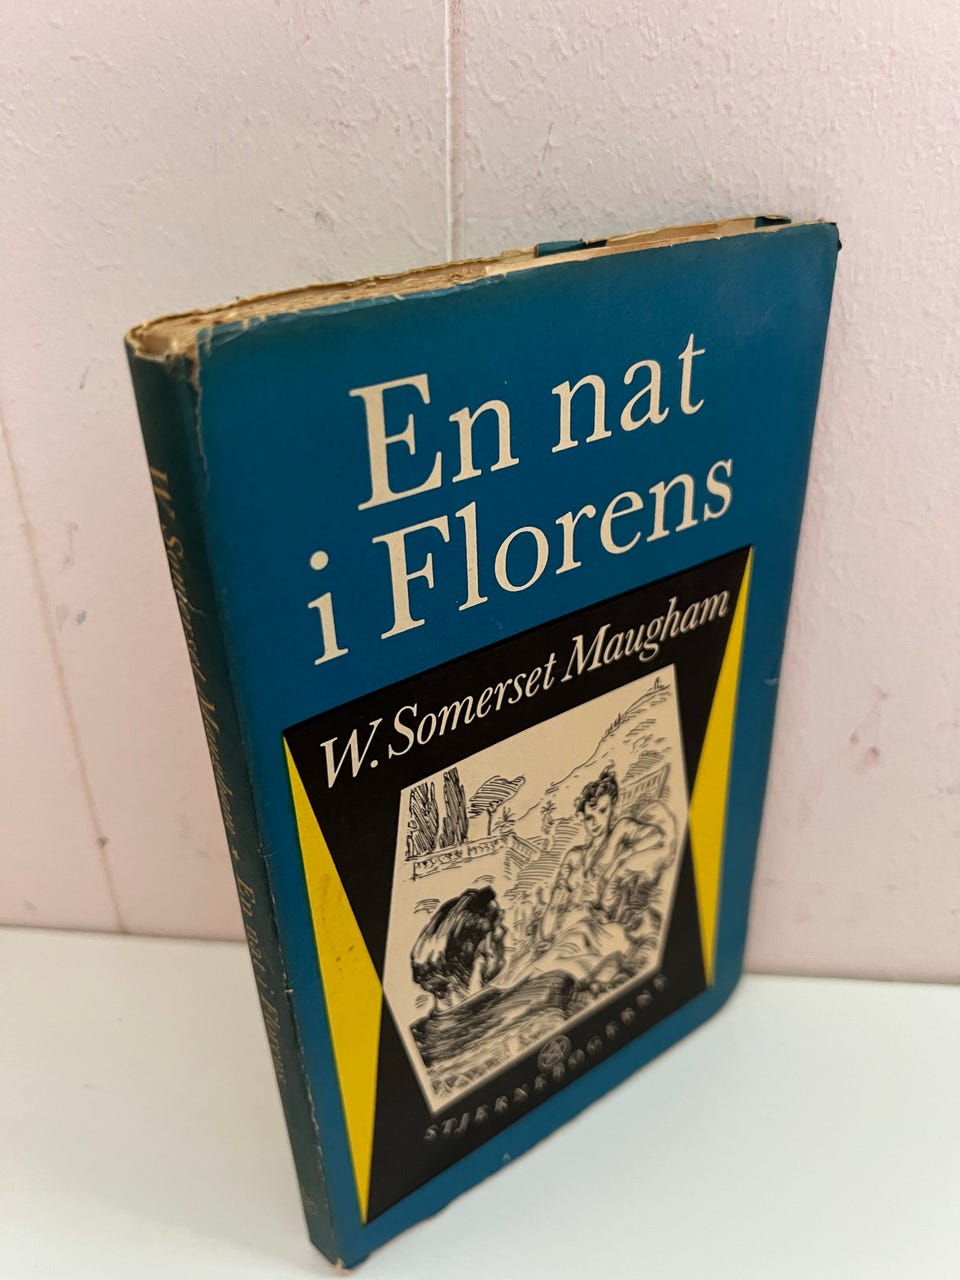 En nat
i Florens
W. Somerset Maugham
STJERNEBØGERNE
W. Somerset Maugham * En nat i Florens